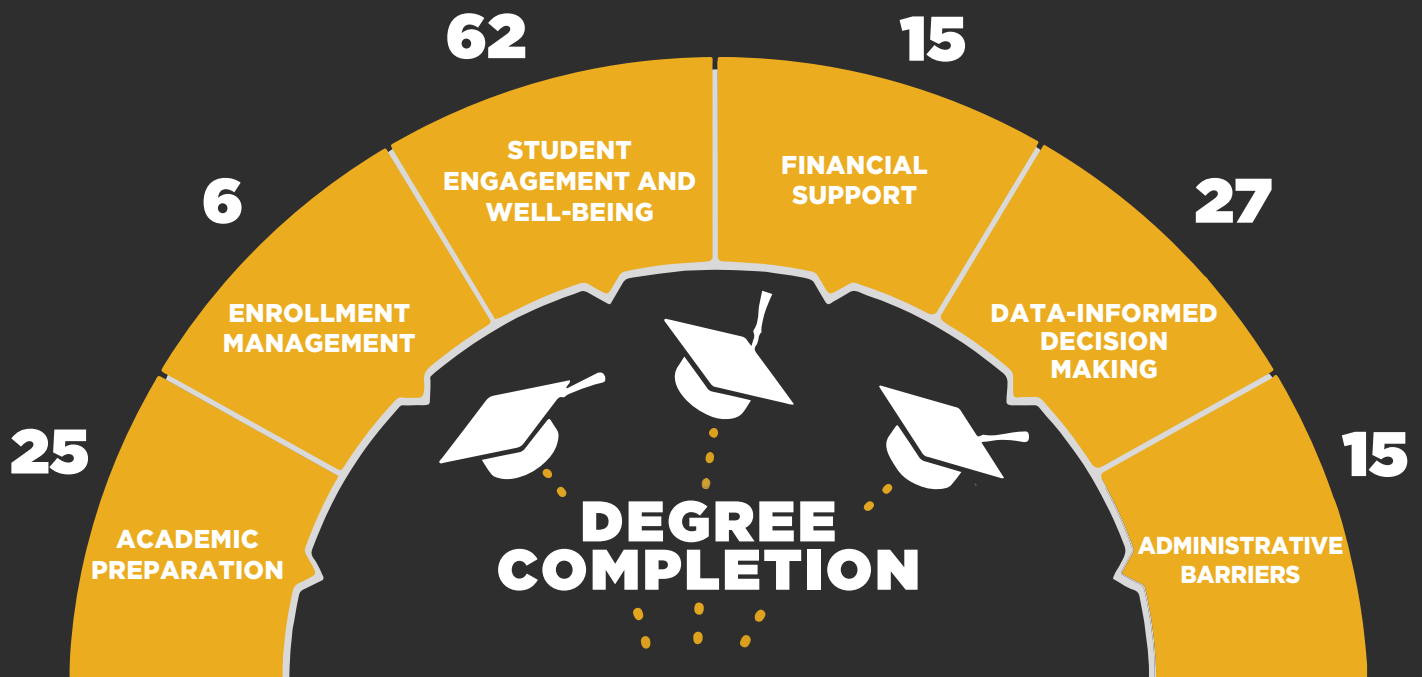 62
15
STUDENT
ENGAGEMENT AND
WELL-BEING
FINANCIAL
SUPPORT
6
27
ENROLLMENT
MANAGEMENT
DATA-INFORMED
DECISION
MAKING
25
15
ACADEMIC
PREPARATION
DEGREE
COMPLETION
ADMINISTRATIVE
BARRIERS